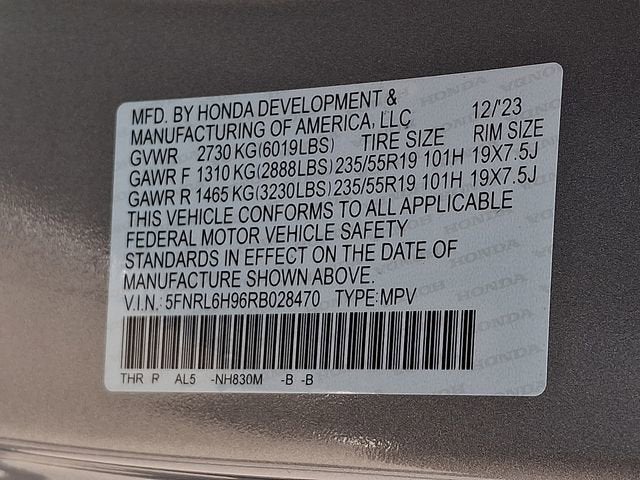 MFD. BY HONDA DEVELOPMENT &
MANUFACTURING OF AMERICA, LLC 12/'23
GVWR 2730 KG(6019LBS) TIRE SIZE RIM SIZE
GAWR F 1310 KG(2888LBS) 235/55R19 101H 19X7.5J
GAWR R 1465 KG(3230LBS) 235/55R19 101H 19X7.5J
THIS VEHICLE CONFORMS TO ALL APPLICABLE
FEDERAL MOTOR VEHICLE SAFETY
STANDARDS IN EFFECT ON THE DATE OF
MANUFACTURE SHOWN ABOVE.
V.I.N.: 5FNRL6H96RB028470 TYPE: MPV
THR R AL5 -NH830M -B -B